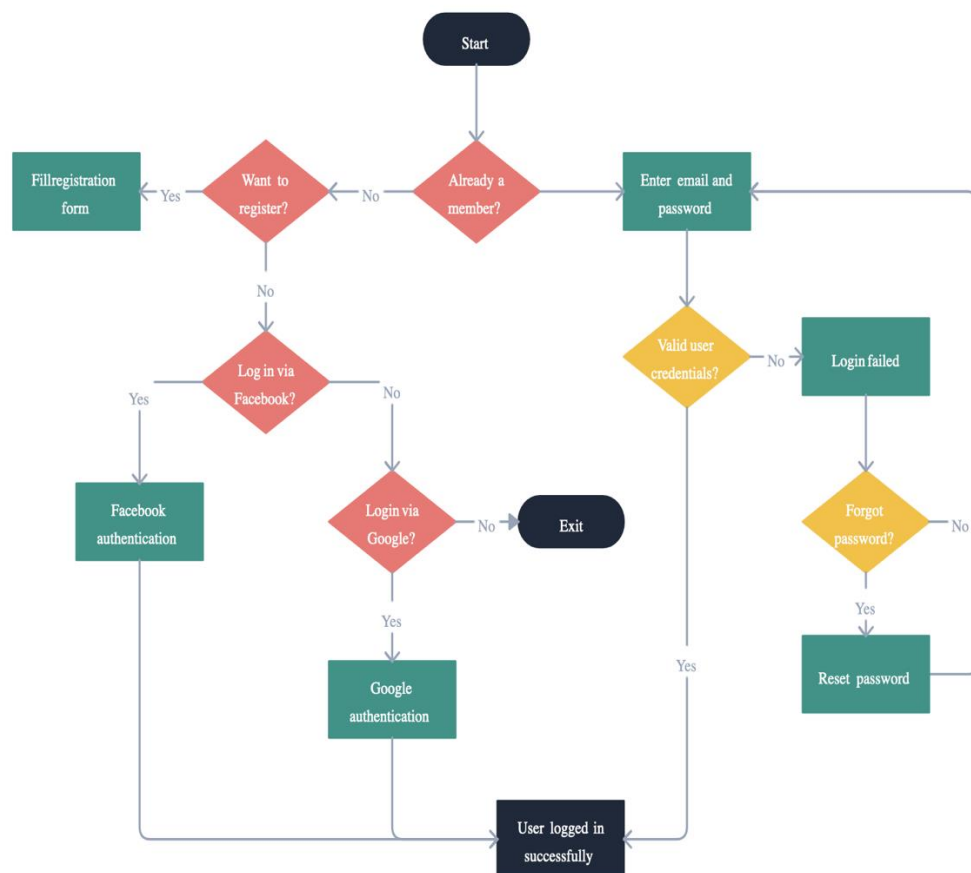 Start
Fillregistration
form
Yes
Want to
register?
No
Already a
member?
Enter email and
password
No
Valid user
credentials?
No
Login failed
Log in via
Facebook?
Yes
No
Facebook
authentication
Login via
Google?
No
Exit
Forgot
password?
No
Yes
Yes
Google
authentication
Yes
Reset password
User logged in
successfully